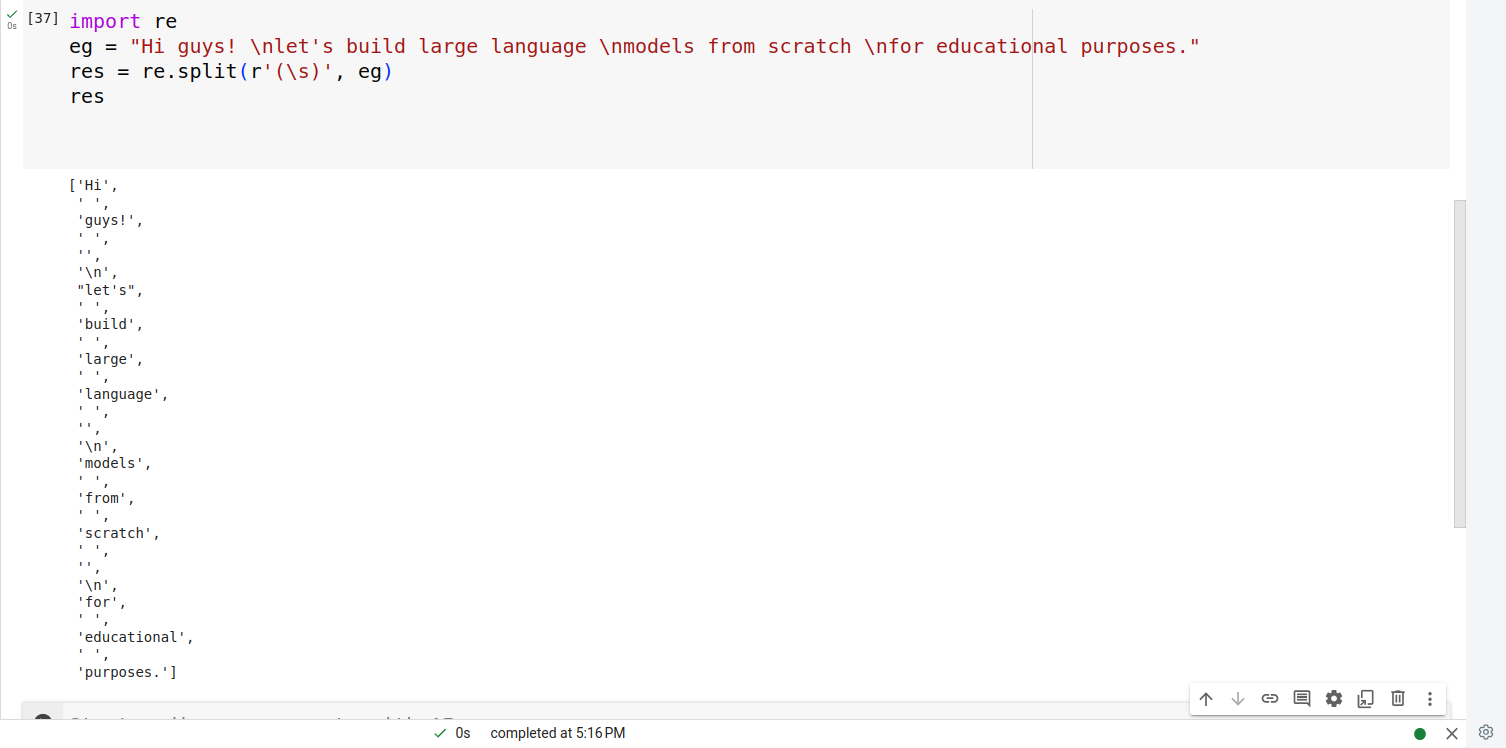 [37] import re
0s
eg = "Hi guys! \nlet's build large language \nmodels from scratch \nfor educational purposes."
res = re.split(r'(\s)', eg)
res
['Hi',
' ',
'guys!',
' ',
'',
'\n',
"let's",
' ',
'build',
' ',
'large',
' ',
'language',
' ',
'',
'\n',
'models',
' ',
'from',
' ',
'scratch',
' ',
'',
'\n',
'for',
' ',
'educational',
' ',
'purposes.']
0s completed at 5:16 PM